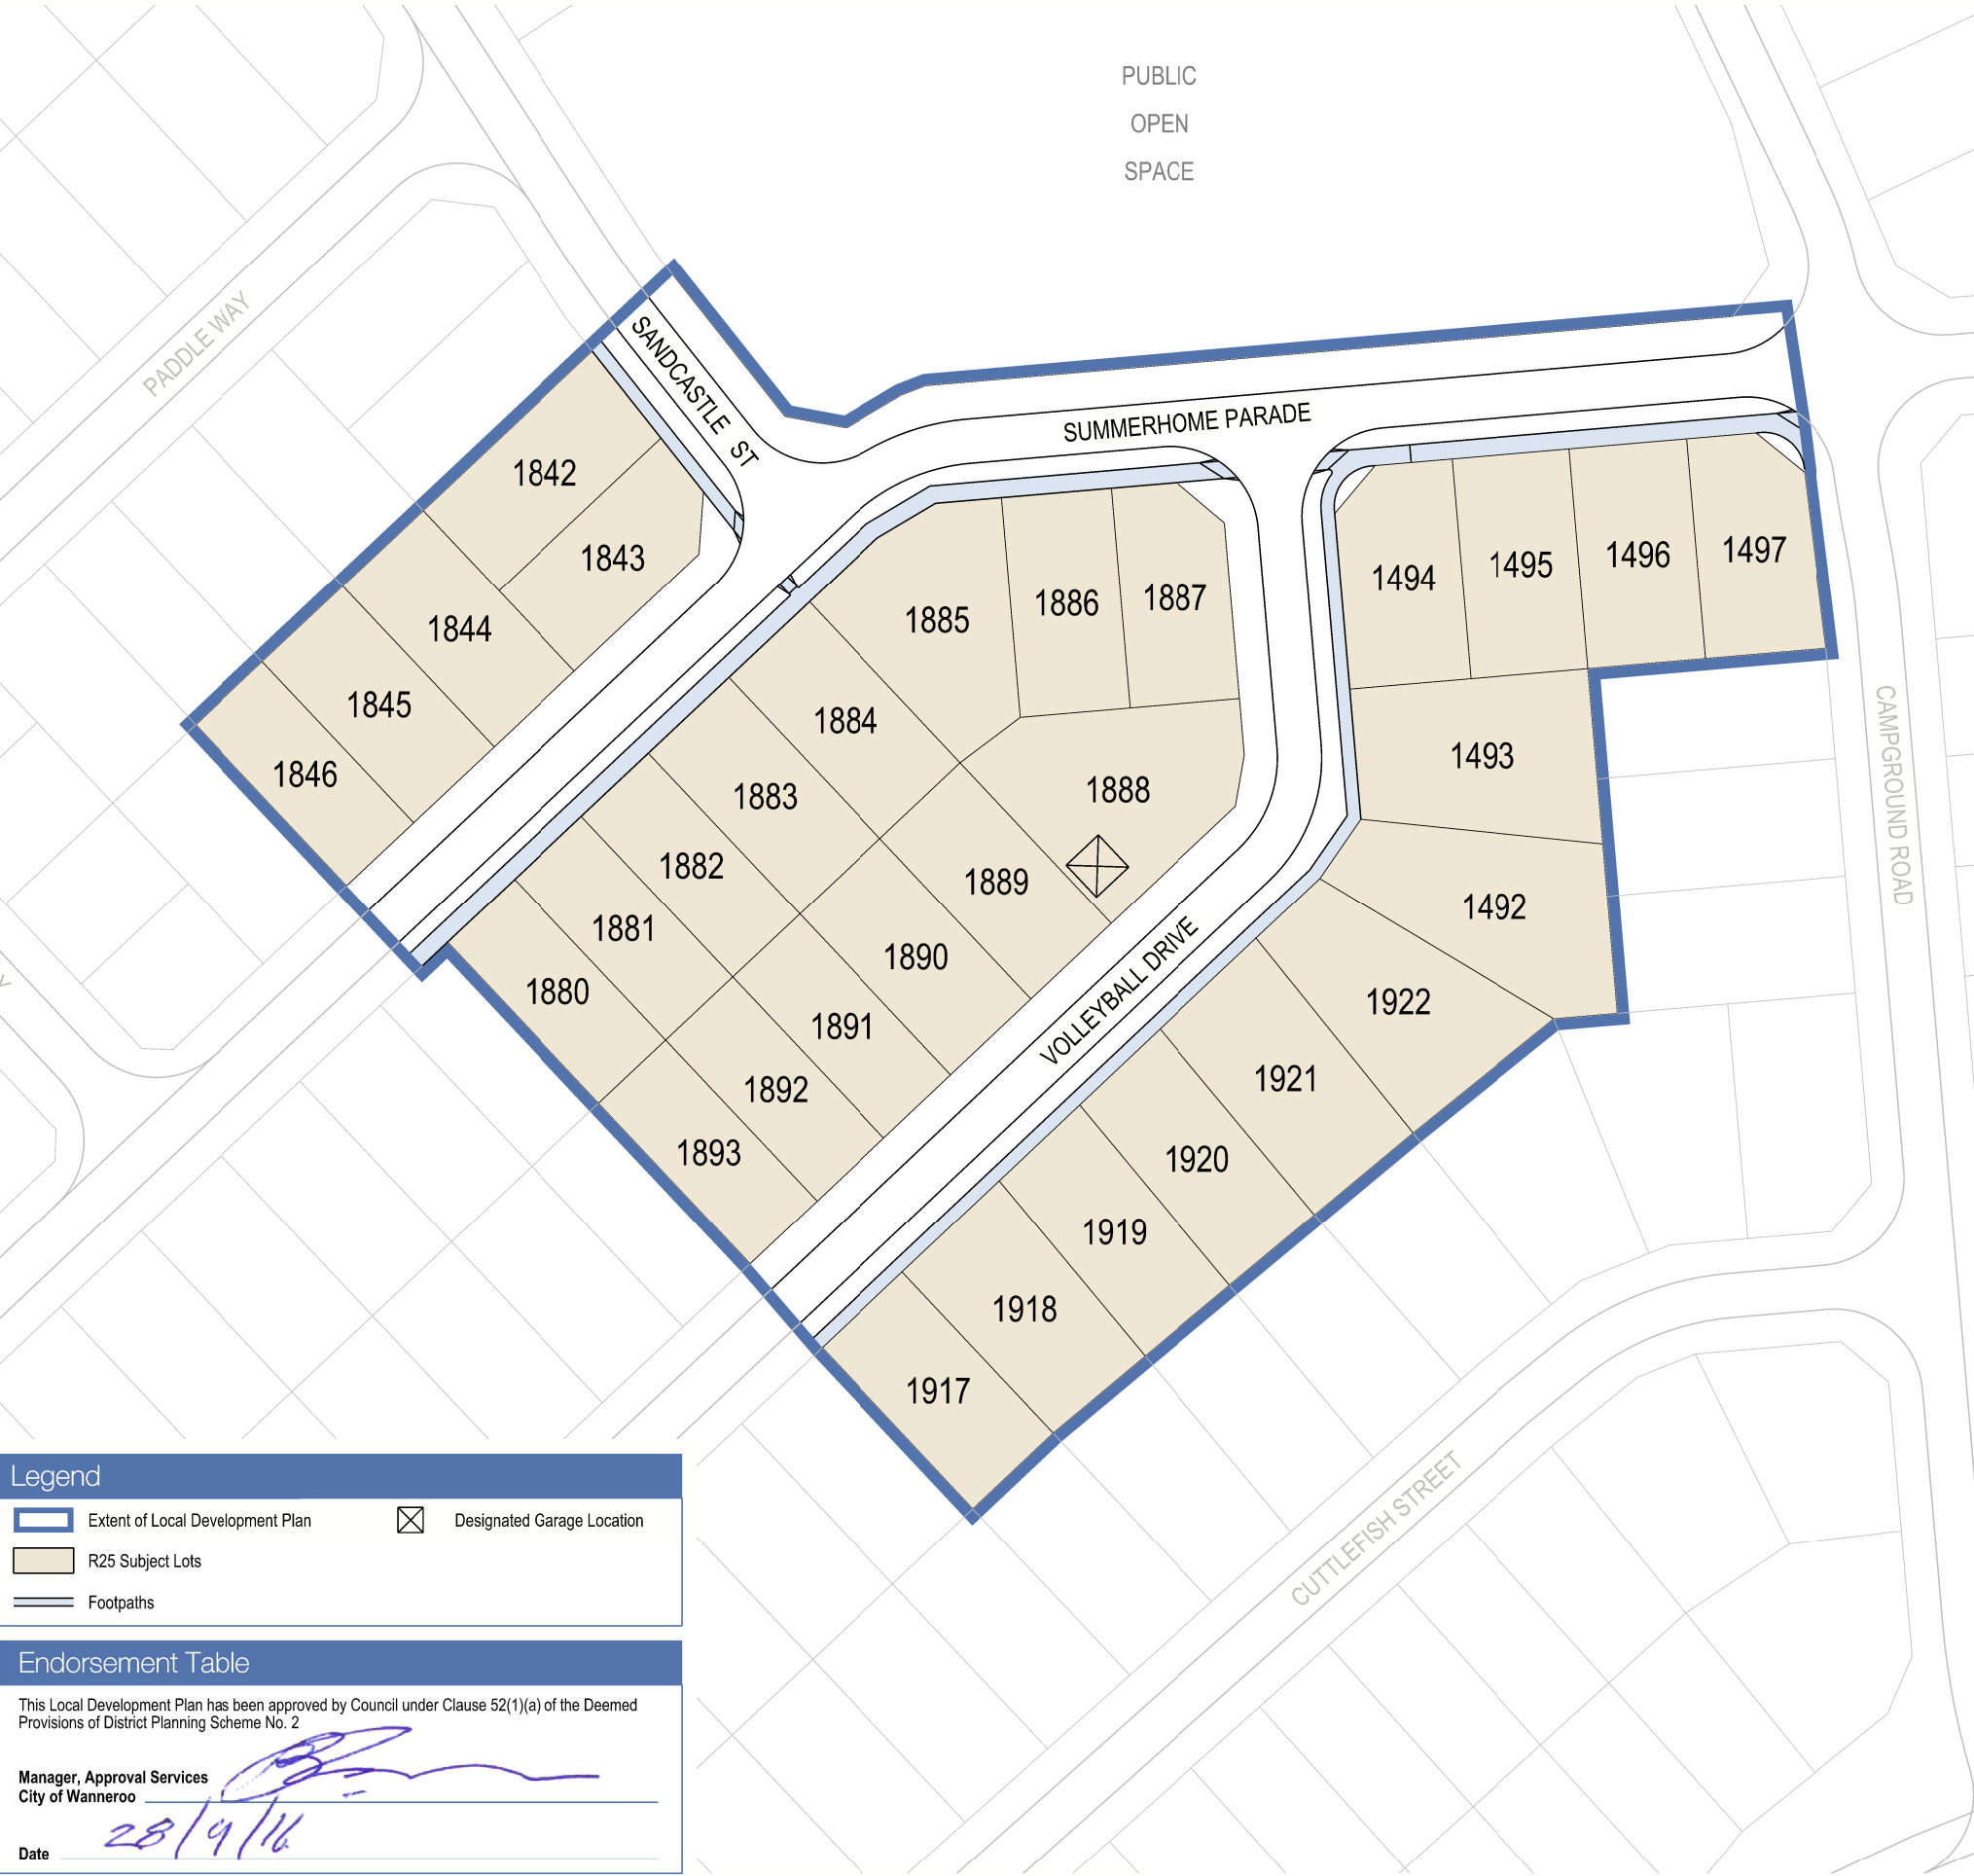 PUBLIC
OPEN
SPACE
PADDLE WAY
SANDCASTLE ST
SUMMERHOME PARADE
1842
1843
1844
1845
1846
1885
1886
1887
1494
1495
1496
1497
1884
1883
1888
1493
1882
1889
1492
1881
1890
1880
1891
1922
1892
1921
1893
1920
1919
1918
1917
VOLLEYBALL DRIVE
CAMPGROUND ROAD
CUTTLEFISH STREET
Legend
Extent of Local Development Plan
Designated Garage Location
R25 Subject Lots
Footpaths
Endorsement Table
This Local Development Plan has been approved by Council under Clause 52(1)(a) of the Deemed
Provisions of District Planning Scheme No. 2
Manager, Approval Services
City of Wanneroo
Date 28/9/16